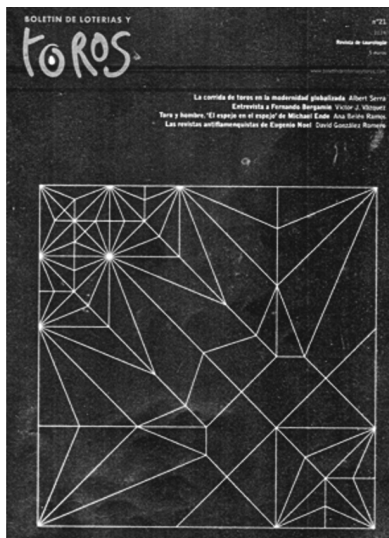 BOLETIN DE LOTERIAS Y
TOROS
nº21
Revista de taurología
La corrida de toros en la modernidad globalizada Albert Serra
Entrevista a Fernando Bergamín Víctor J. Vázquez
Toro y hombre. 'El espejo en el espejo' de Michael Ende Ana Belén Ramos
Las revistas antiflamenquistas de Eugenio Noel David González Romero